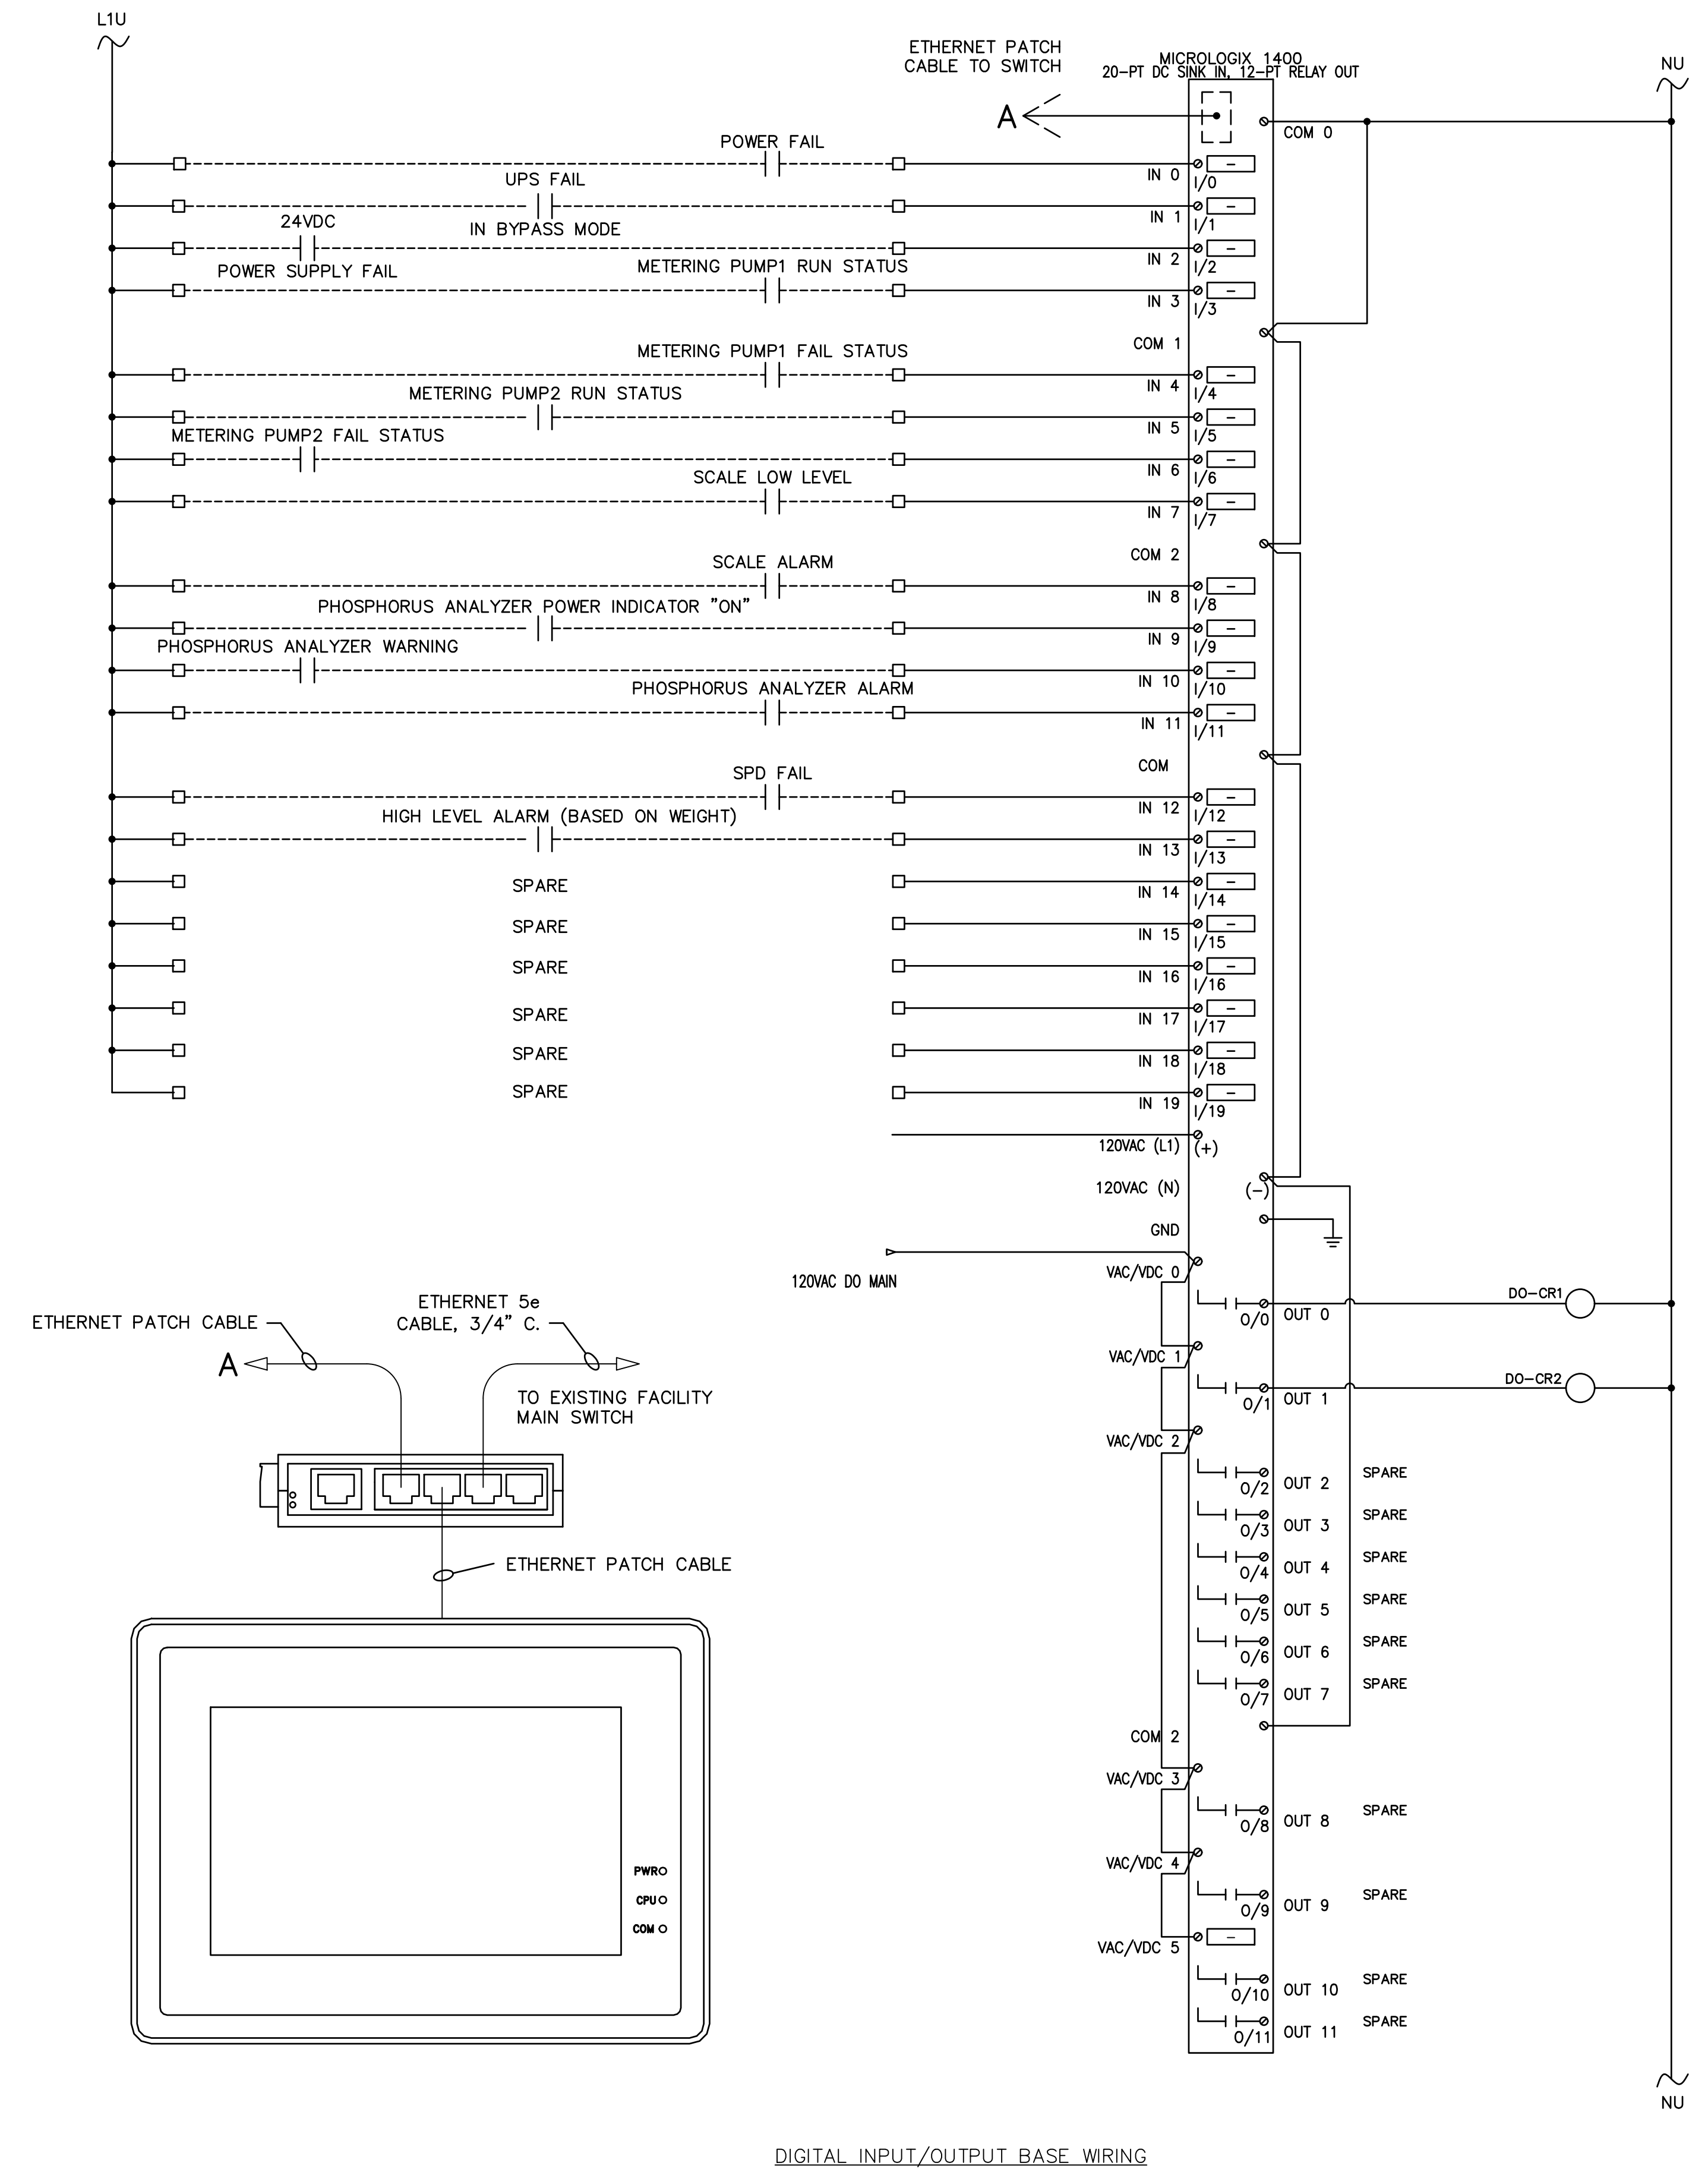 L1U
ETHERNET PATCH
CABLE TO SWITCH
MICROLOGIX 1400
20-PT DC SINK IN, 12-PT RELAY OUT
NU
A
COM 0
POWER FAIL
IN 0
I/0
UPS FAIL
IN BYPASS MODE
IN 1
I/1
24VDC
POWER SUPPLY FAIL
IN 2
I/2
METERING PUMP1 RUN STATUS
IN 3
I/3
COM 1
METERING PUMP1 FAIL STATUS
IN 4
I/4
METERING PUMP2 RUN STATUS
IN 5
I/5
METERING PUMP2 FAIL STATUS
IN 6
I/6
SCALE LOW LEVEL
IN 7
I/7
COM 2
SCALE ALARM
IN 8
I/8
PHOSPHORUS ANALYZER POWER INDICATOR "ON"
IN 9
I/9
PHOSPHORUS ANALYZER WARNING
IN 10
I/10
PHOSPHORUS ANALYZER ALARM
IN 11
I/11
COM
SPD FAIL
IN 12
I/12
HIGH LEVEL ALARM (BASED ON WEIGHT)
IN 13
I/13
SPARE
IN 14
I/14
SPARE
IN 15
I/15
SPARE
IN 16
I/16
SPARE
IN 17
I/17
SPARE
IN 18
I/18
SPARE
IN 19
I/19
120VAC (L1)
(+)
120VAC (N)
(-)
GND
120VAC DO MAIN
VAC/VDC 0
O/0
OUT 0
DO-CR1
VAC/VDC 1
O/1
OUT 1
DO-CR2
VAC/VDC 2
O/2
OUT 2
SPARE
O/3
OUT 3
SPARE
O/4
OUT 4
SPARE
O/5
OUT 5
SPARE
O/6
OUT 6
SPARE
O/7
OUT 7
SPARE
COM 2
VAC/VDC 3
O/8
OUT 8
SPARE
VAC/VDC 4
O/9
OUT 9
SPARE
VAC/VDC 5
O/10
OUT 10
SPARE
O/11
OUT 11
SPARE
NU
ETHERNET PATCH CABLE
ETHERNET 5e
CABLE, 3/4" C.
A
TO EXISTING FACILITY
MAIN SWITCH
ETHERNET PATCH CABLE
PWR
CPU
COM
DIGITAL INPUT/OUTPUT BASE WIRING